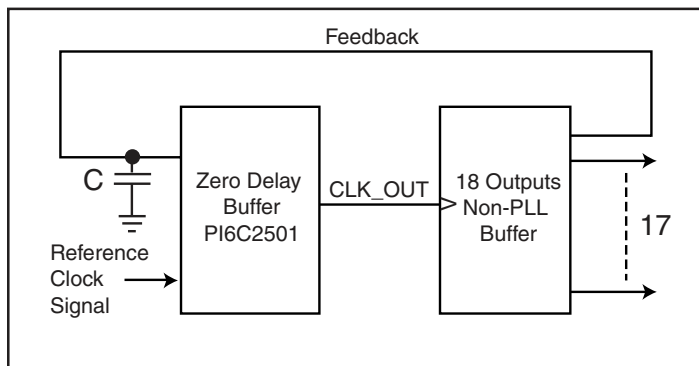 Feedback
C
Zero Delay
Buffer
PI6C2501
CLK_OUT
18 Outputs
Non-PLL
Buffer
17
Reference
Clock
Signal